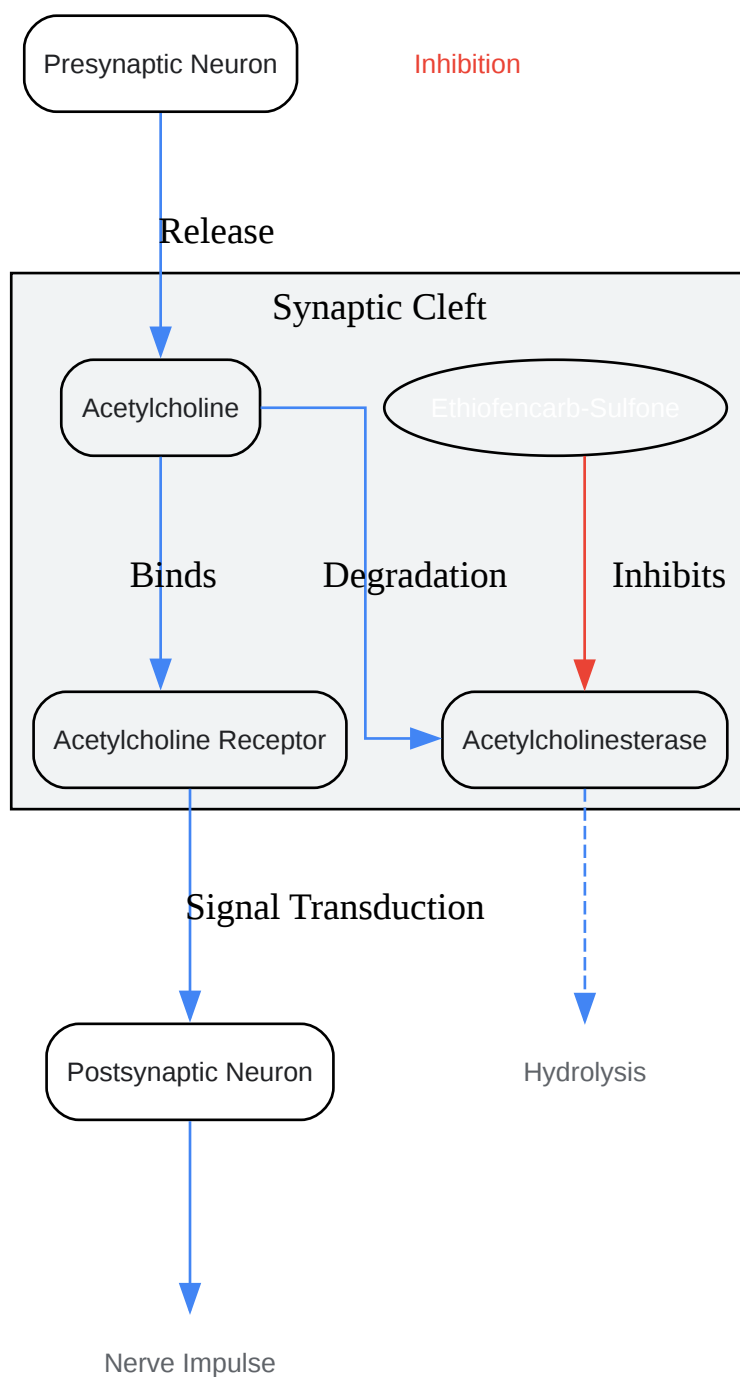 Presynaptic Neuron
Inhibition
Release
Synaptic Cleft
Acetylcholine
Ethiofencarb-Sulfone
Binds
Degradation
Inhibits
Acetylcholine Receptor
Acetylcholinesterase
Signal Transduction
Postsynaptic Neuron
Hydrolysis
Nerve Impulse